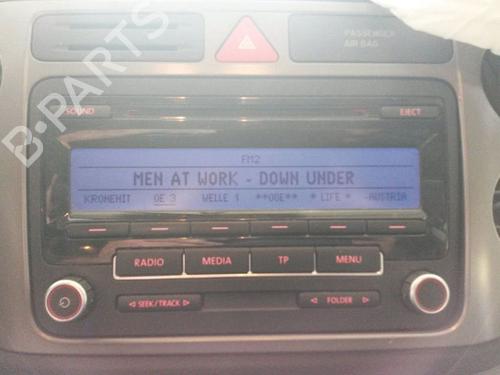 PASSENGER
AIR BAG
B-PARTS
SOUND
EJECT
FM2
MEN AT WORK - DOWN UNDER
KRONEHIT OE 3 WELLE 1 **OOE** * LIFE * -AUSTRIA
RADIO MEDIA TP MENU
SEEK/TRACK FOLDER